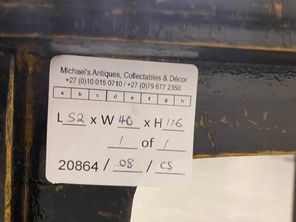 Michael's Antiques, Collectables & Décor
+27 (0)10 015 0710 / +27 (0)79 677 2350
a b c d e f g h
L 52 x W 40 x H 116
1 of 1
20864 / 08 / CS